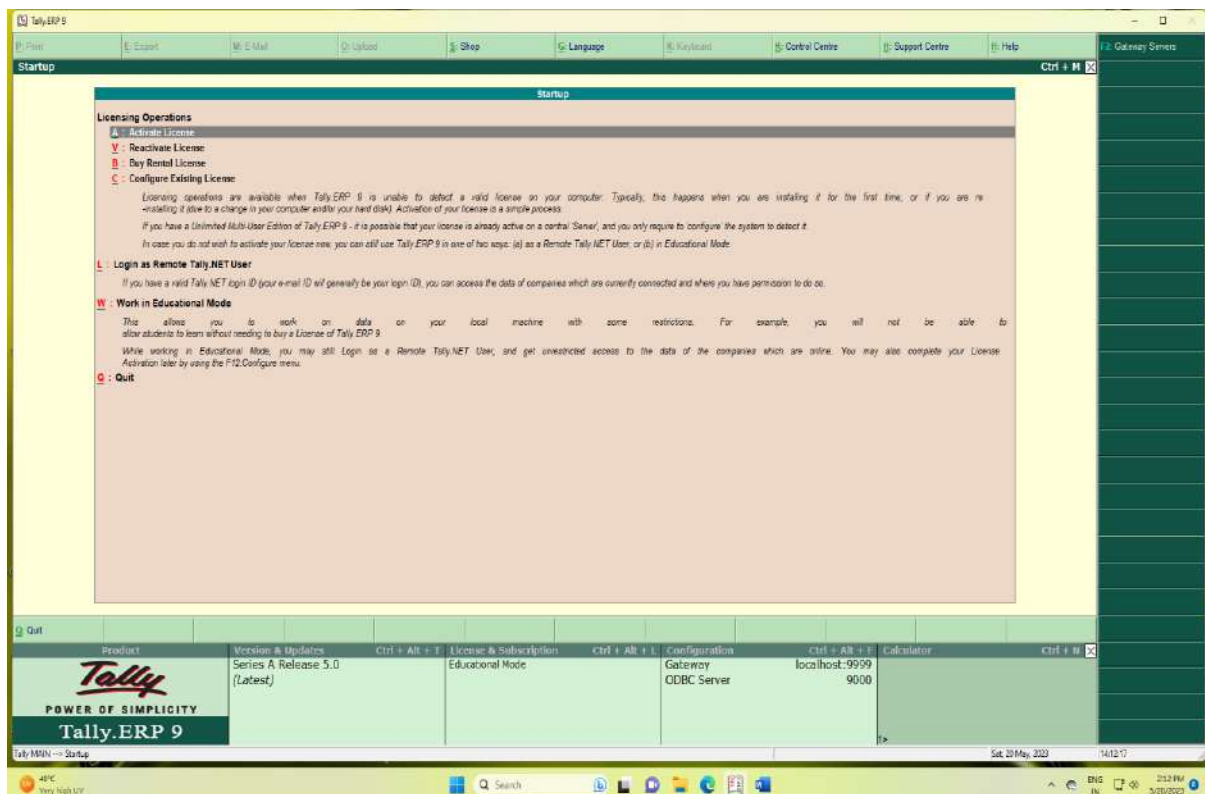 Tally.ERP 9
P: Print E: Export M: E-Mail O: Upload S: Shop G: Language K: Keyboard K: Control Centre H: Support Centre H: Help F2: Gateway Servers
Startup Ctrl + M
Startup
Licensing Operations
A : Activate License
V : Reactivate License
B : Buy Rental License
C : Configure Existing License
Licensing operations are available when Tally.ERP 9 is unable to detect a valid license on your computer. Typically, this happens when you are installing it for the first time, or if you are re
-installing it (due to a change in your computer and/or your hard disk). Activation of your license is a simple process.
If you have a Unlimited Multi-User Edition of Tally.ERP 9 - it is possible that your license is already active on a central 'Server', and you only require to 'configure' the system to detect it.
In case you do not wish to activate your license now, you can still use Tally.ERP 9 in one of two ways: (a) as a Remote Tally.NET User, or (b) in Educational Mode.
L : Login as Remote Tally.NET User
If you have a valid Tally.NET login ID (your e-mail ID will generally be your login ID), you can access the data of companies which are currently connected and where you have permission to do so.
W : Work in Educational Mode
This allows you to work on data on your local machine with some restrictions. For example, you will not be able to
allow students to learn without needing to buy a License of Tally.ERP 9
While working in Educational Mode, you may still Login as a Remote Tally.NET User, and get unrestricted access to the data of the companies which are online. You may also complete your License
Activation later by using the F12:Configure menu.
Q : Quit
Q: Quit
Product Version & Updates Ctrl + Alt + T License & Subscription Ctrl + Alt + L Configuration Ctrl + Alt + F Calculator Ctrl + N
Tally
POWER OF SIMPLICITY
Tally.ERP 9
Series A Release 5.0
(Latest)
Educational Mode
Gateway localhost:9999
ODBC Server 9000
1>
Tally MAIN --> Startup Sat, 20 May, 2023 14:12:17
40°C
Very high UV
Search
ENG
IN
2:12 PM
5/20/2023